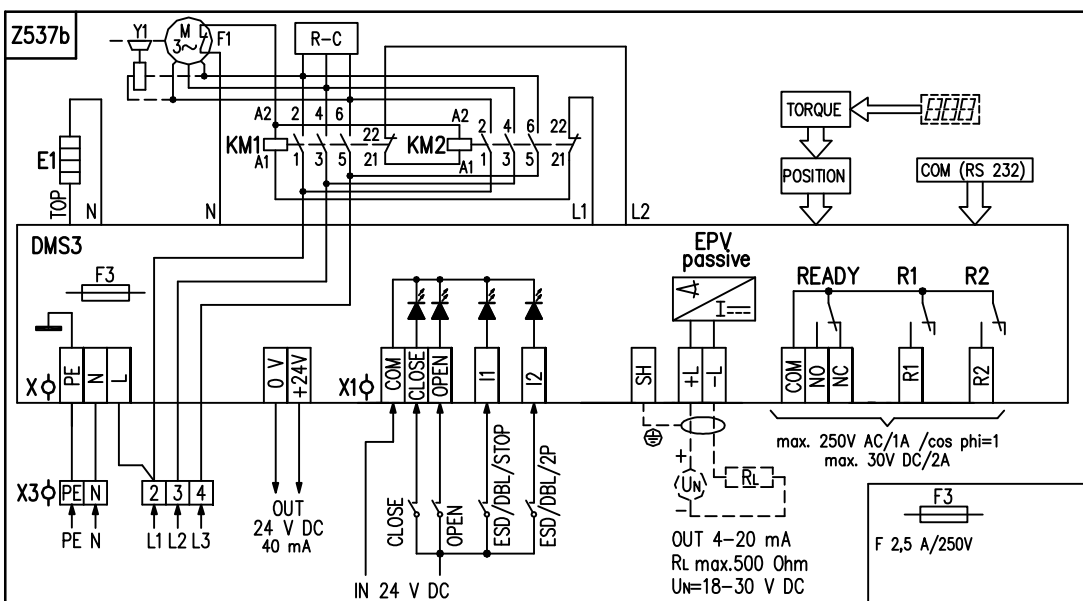 Z537b
Y1
M
3~
F1
R-C
A2
2
4
6
22
A2
2
4
6
22
KM1
KM2
A1
1
3
5
21
A1
1
3
5
21
E1
TOP
N
N
L1
L2
TORQUE
POSITION
COM (RS 232)
DMS3
F3
EPV
passive
READY
R1
R2
I
X
PE
N
L
0 V
+24V
X1
COM
CLOSE
OPEN
I1
I2
SH
+L
-L
COM
NO
NC
R1
R2
max. 250V AC/1A /cos phi=1
max. 30V DC/2A
X3
PE
N
2
3
4
PE N
L1 L2 L3
OUT
24 V DC
40 mA
CLOSE
OPEN
ESD/DBL/STOP
ESD/DBL/2P
IN 24 V DC
+
UN
-
RL
OUT 4-20 mA
RL max.500 Ohm
UN=18-30 V DC
F3
F 2,5 A/250V